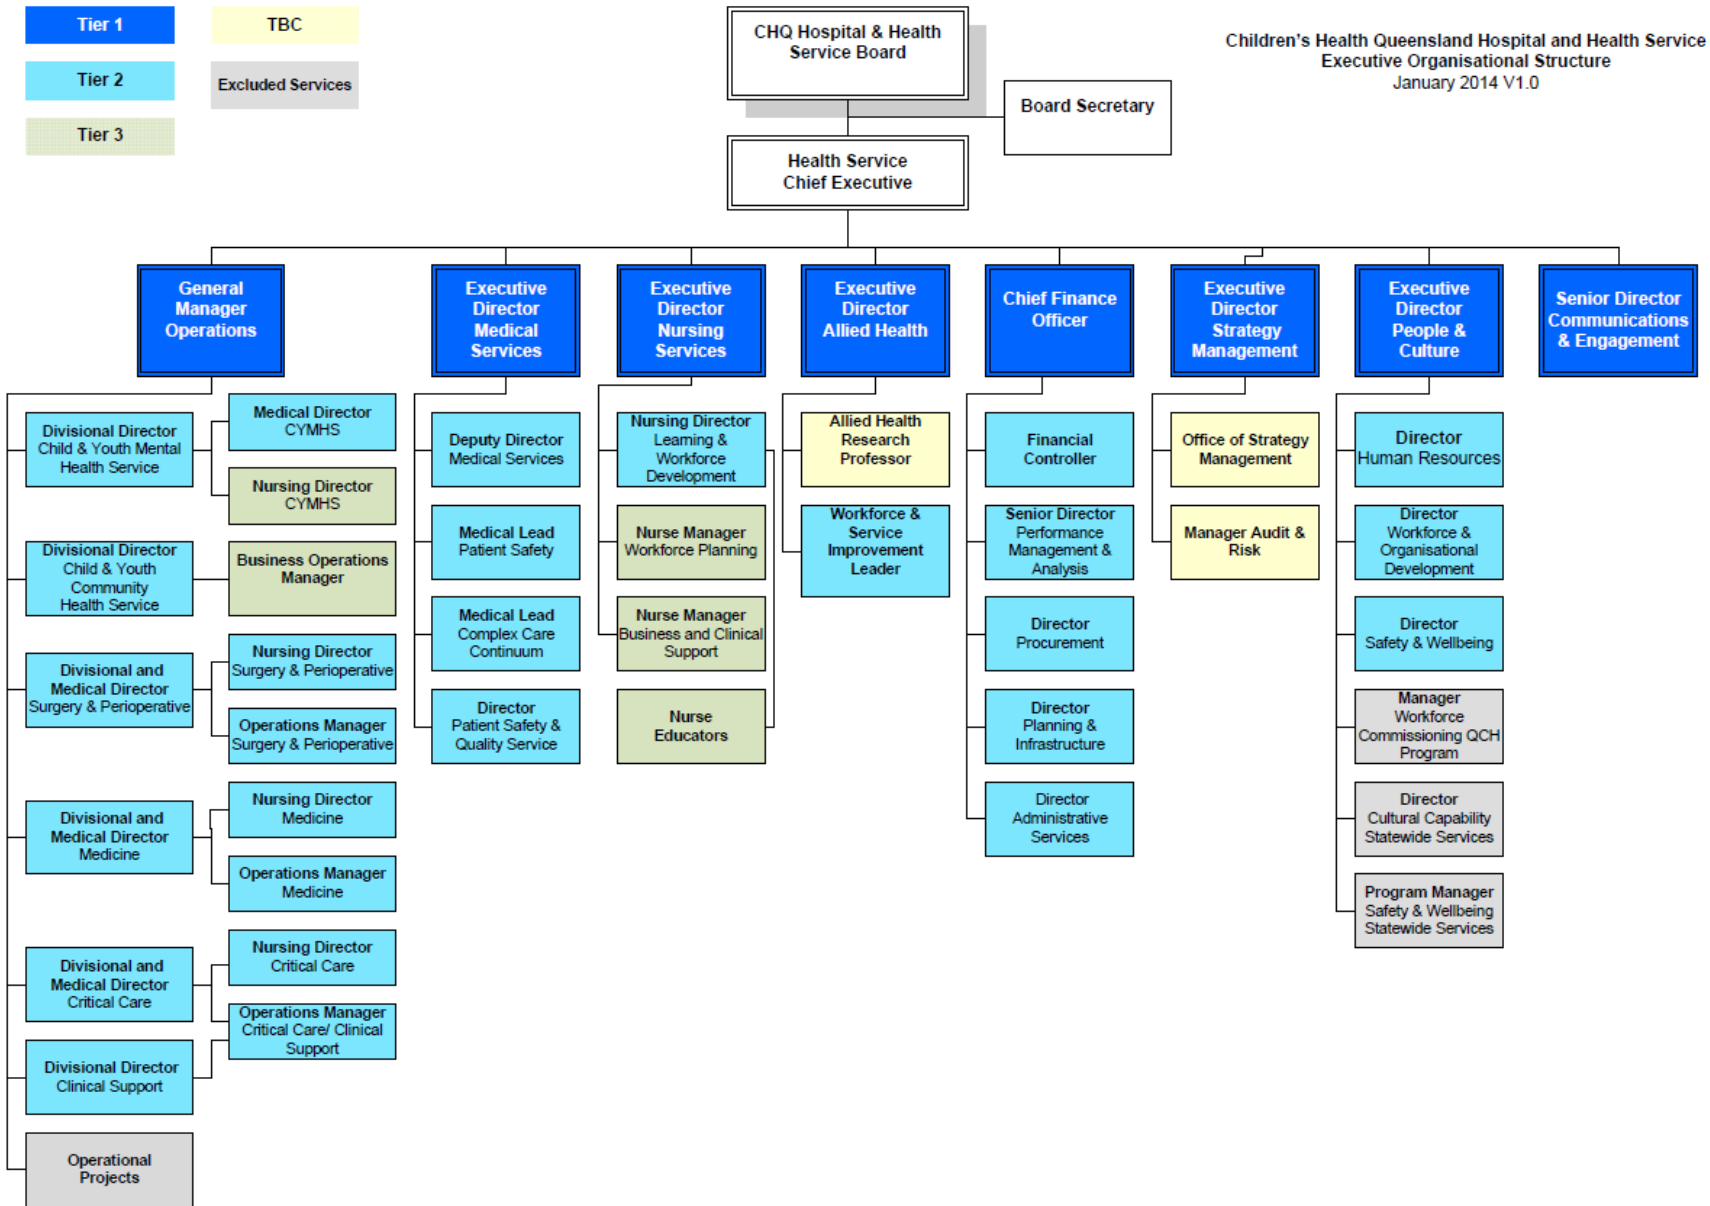 Tier 1
TBC
Tier 2
Excluded Services
Tier 3
CHQ Hospital & Health
Service Board
Children's Health Queensland Hospital and Health Service
Executive Organisational Structure
January 2014 V1.0
Board Secretary
Health Service
Chief Executive
General
Manager
Operations
Executive
Director
Medical
Services
Executive
Director
Nursing
Services
Executive
Director
Allied Health
Chief Finance
Officer
Executive
Director
Strategy
Management
Executive
Director
People &
Culture
Senior Director
Communications
& Engagement
Divisional Director
Child & Youth Mental
Health Service
Medical Director
CYMHS
Nursing Director
CYMHS
Divisional Director
Child & Youth
Community
Health Service
Business Operations
Manager
Divisional and
Medical Director
Surgery & Perioperative
Nursing Director
Surgery & Perioperative
Operations Manager
Surgery & Perioperative
Divisional and
Medical Director
Medicine
Nursing Director
Medicine
Operations Manager
Medicine
Divisional and
Medical Director
Critical Care
Nursing Director
Critical Care
Operations Manager
Critical Care/ Clinical
Support
Divisional Director
Clinical Support
Operational
Projects
Deputy Director
Medical Services
Medical Lead
Patient Safety
Medical Lead
Complex Care
Continuum
Director
Patient Safety &
Quality Service
Nursing Director
Learning &
Workforce
Development
Nurse Manager
Workforce Planning
Nurse Manager
Business and Clinical
Support
Nurse
Educators
Allied Health
Research
Professor
Workforce &
Service
Improvement
Leader
Financial
Controller
Senior Director
Performance
Management &
Analysis
Director
Procurement
Director
Planning &
Infrastructure
Director
Administrative
Services
Office of Strategy
Management
Manager Audit &
Risk
Director
Human Resources
Director
Workforce &
Organisational
Development
Director
Safety & Wellbeing
Manager
Workforce
Commissioning QCH
Program
Director
Cultural Capability
Statewide Services
Program Manager
Safety & Wellbeing
Statewide Services